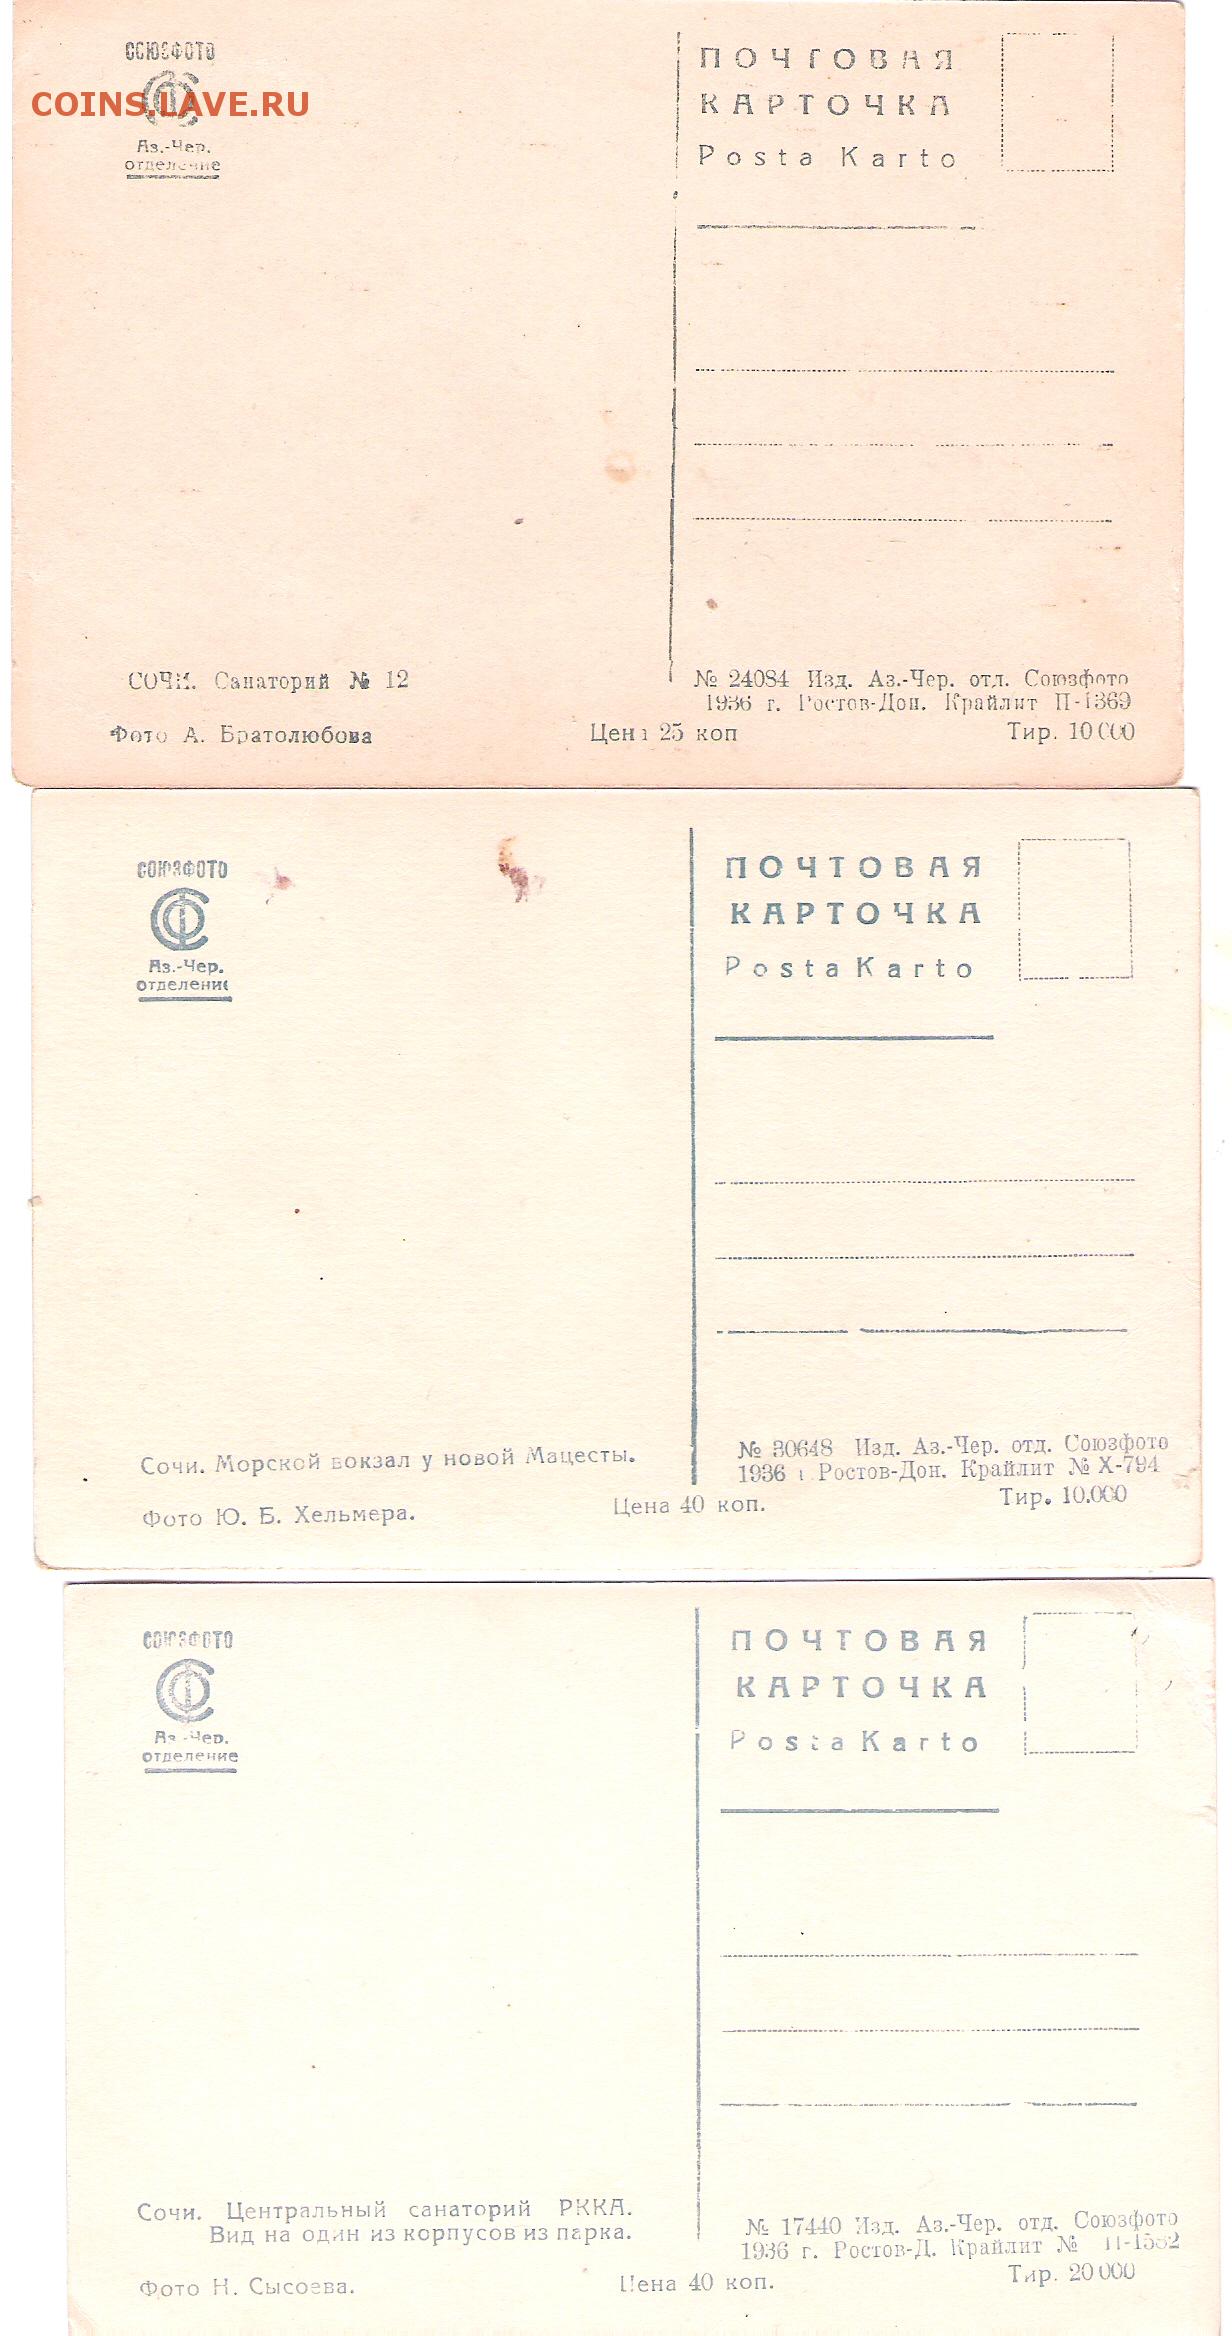 СОЮЗФОТО
COINS.LAVE.RU
Аз.-Чер.
отделение
ПОЧТОВАЯ
КАРТОЧКА
Posta Karto
СОЧИ. Санаторий № 12
Фото А. Братолюбова
Цена 25 коп
№ 24084 Изд. Аз.-Чер. отд. Союзфото
1936 г. Ростов-Дон. Крайлит П-1369
Тир. 10 000
СОЮЗФОТО
Аз.-Чер.
отделение
ПОЧТОВАЯ
КАРТОЧКА
Posta Karto
Сочи. Морской вокзал у новой Мацесты.
Фото Ю. Б. Хельмера.
Цена 40 коп.
№ 30648 Изд. Аз.-Чер. отд. Союзфото
1936 г. Ростов-Дон. Крайлит № Х-794
Тир. 10.000
СОЮЗФОТО
Аз.-Чер.
отделение
ПОЧТОВАЯ
КАРТОЧКА
Posta Karto
Сочи. Центральный санаторий РККА.
Вид на один из корпусов из парка.
Фото Н. Сысоева.
Цена 40 коп.
№ 17440 Изд. Аз.-Чер. отд. Союзфото
1936 г. Ростов-Д. Крайлит №
Тир. 20 000